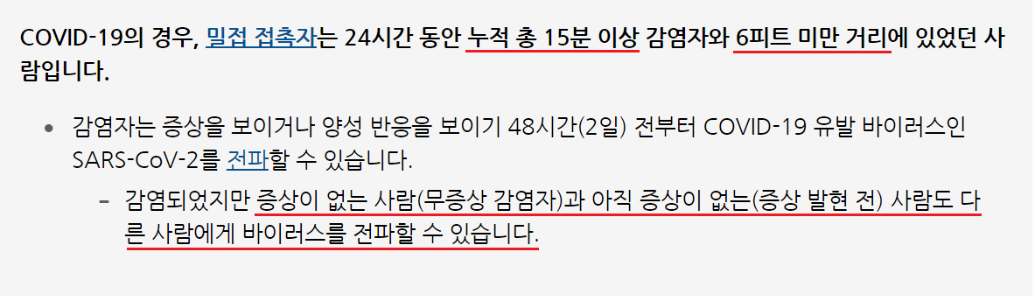 COVID-19의 경우, 밀접 접촉자는 24시간 동안 누적 총 15분 이상 감염자와 6피트 미만 거리에 있었던 사
람입니다.
• 감염자는 증상을 보이거나 양성 반응을 보이기 48시간(2일) 전부터 COVID-19 유발 바이러스인
SARS-CoV-2를 전파할 수 있습니다.
– 감염되었지만 증상이 없는 사람(무증상 감염자)과 아직 증상이 없는(증상 발현 전) 사람도 다
른 사람에게 바이러스를 전파할 수 있습니다.